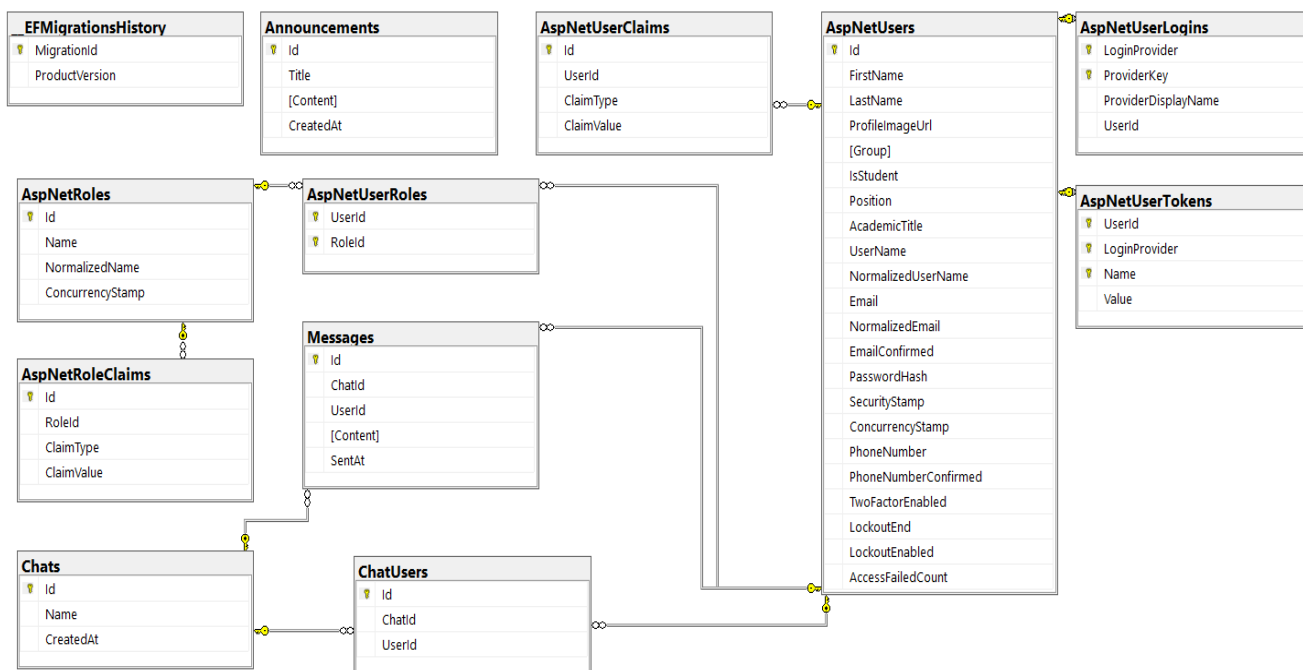 __EFMigrationsHistory
MigrationId
ProductVersion
Announcements
Id
Title
[Content]
CreatedAt
AspNetUserClaims
Id
UserId
ClaimType
ClaimValue
AspNetUsers
Id
FirstName
LastName
ProfileImageUrl
[Group]
IsStudent
Position
AcademicTitle
UserName
NormalizedUserName
Email
NormalizedEmail
EmailConfirmed
PasswordHash
SecurityStamp
ConcurrencyStamp
PhoneNumber
PhoneNumberConfirmed
TwoFactorEnabled
LockoutEnd
LockoutEnabled
AccessFailedCount
AspNetUserLogins
LoginProvider
ProviderKey
ProviderDisplayName
UserId
AspNetRoles
Id
Name
NormalizedName
ConcurrencyStamp
AspNetUserRoles
UserId
RoleId
AspNetUserTokens
UserId
LoginProvider
Name
Value
Messages
Id
ChatId
UserId
[Content]
SentAt
AspNetRoleClaims
Id
RoleId
ClaimType
ClaimValue
Chats
Id
Name
CreatedAt
ChatUsers
Id
ChatId
UserId